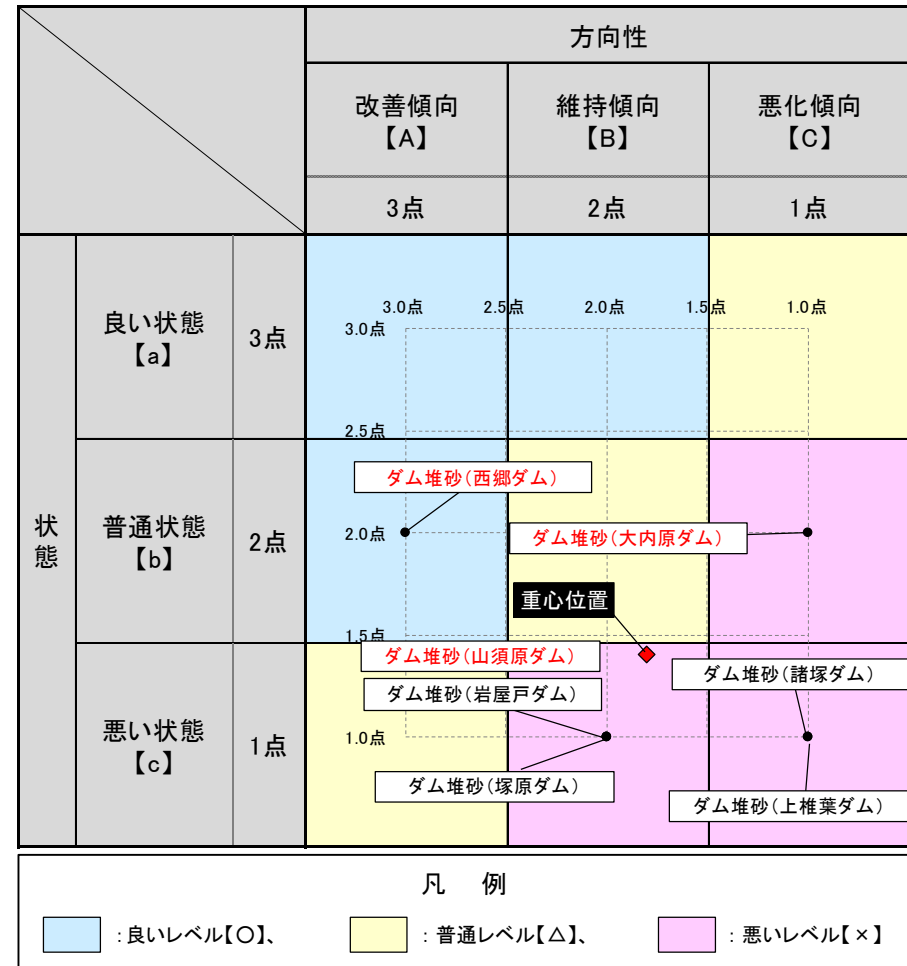 方向性
改善傾向
【A】
維持傾向
【B】
悪化傾向
【C】
3点
2点
1点
状態
良い状態
【a】
3点
普通状態
【b】
2点
悪い状態
【c】
1点
3.0点
2.5点
2.0点
1.5点
1.0点
3.0点
2.5点
ダム堆砂(西郷ダム)
2.0点
ダム堆砂(大内原ダム)
重心位置
1.5点
ダム堆砂(山須原ダム)
ダム堆砂(諸塚ダム)
ダム堆砂(岩屋戸ダム)
1.0点
ダム堆砂(塚原ダム)
ダム堆砂(上椎葉ダム)
凡 例
:良いレベル【〇】、
:普通レベル【△】、
:悪いレベル【×】